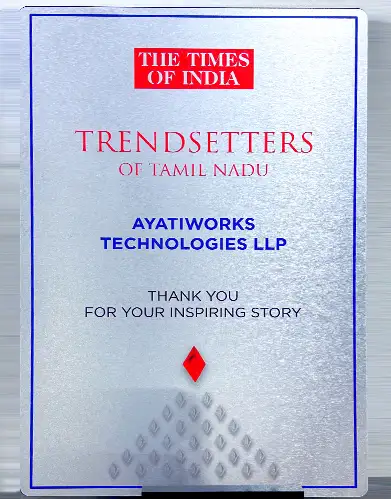 THE TIMES
OF INDIA
TRENDSETTERS
OF TAMIL NADU
AYATIWORKS
TECHNOLOGIES LLP
THANK YOU
FOR YOUR INSPIRING STORY